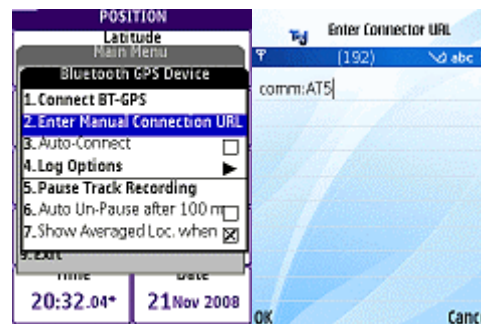 POSITION
Latitude
Main Menu
Bluetooth GPS Device
1.Connect BT-GPS
2.Enter Manual Connection URL
3.Auto-Connect
4.Log Options
5.Pause Track Recording
6.Auto Un-Pause after 100 m
7.Show Averaged Loc. when
9.Exit
Time Date
20:32.04* 21Nov 2008
Enter Connector URL
(192) abc
comm:AT5
OK Canc